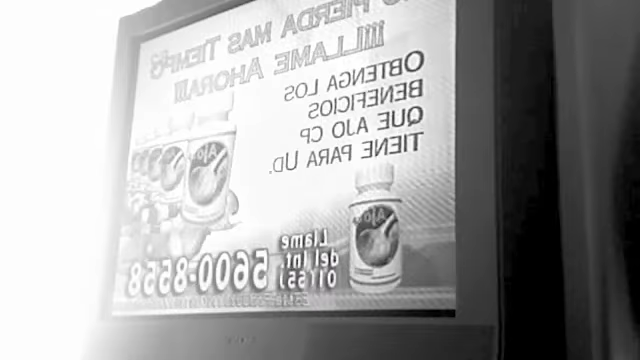 PIERDA MAS TIEMPO
¡¡¡LLAME AHORA!!!
OBTENGA LOS
BENEFICIOS
QUE AJO CP
TIENE PARA UD.
AJO
AJO
Llame
del Int.
01(55)
5600-8558